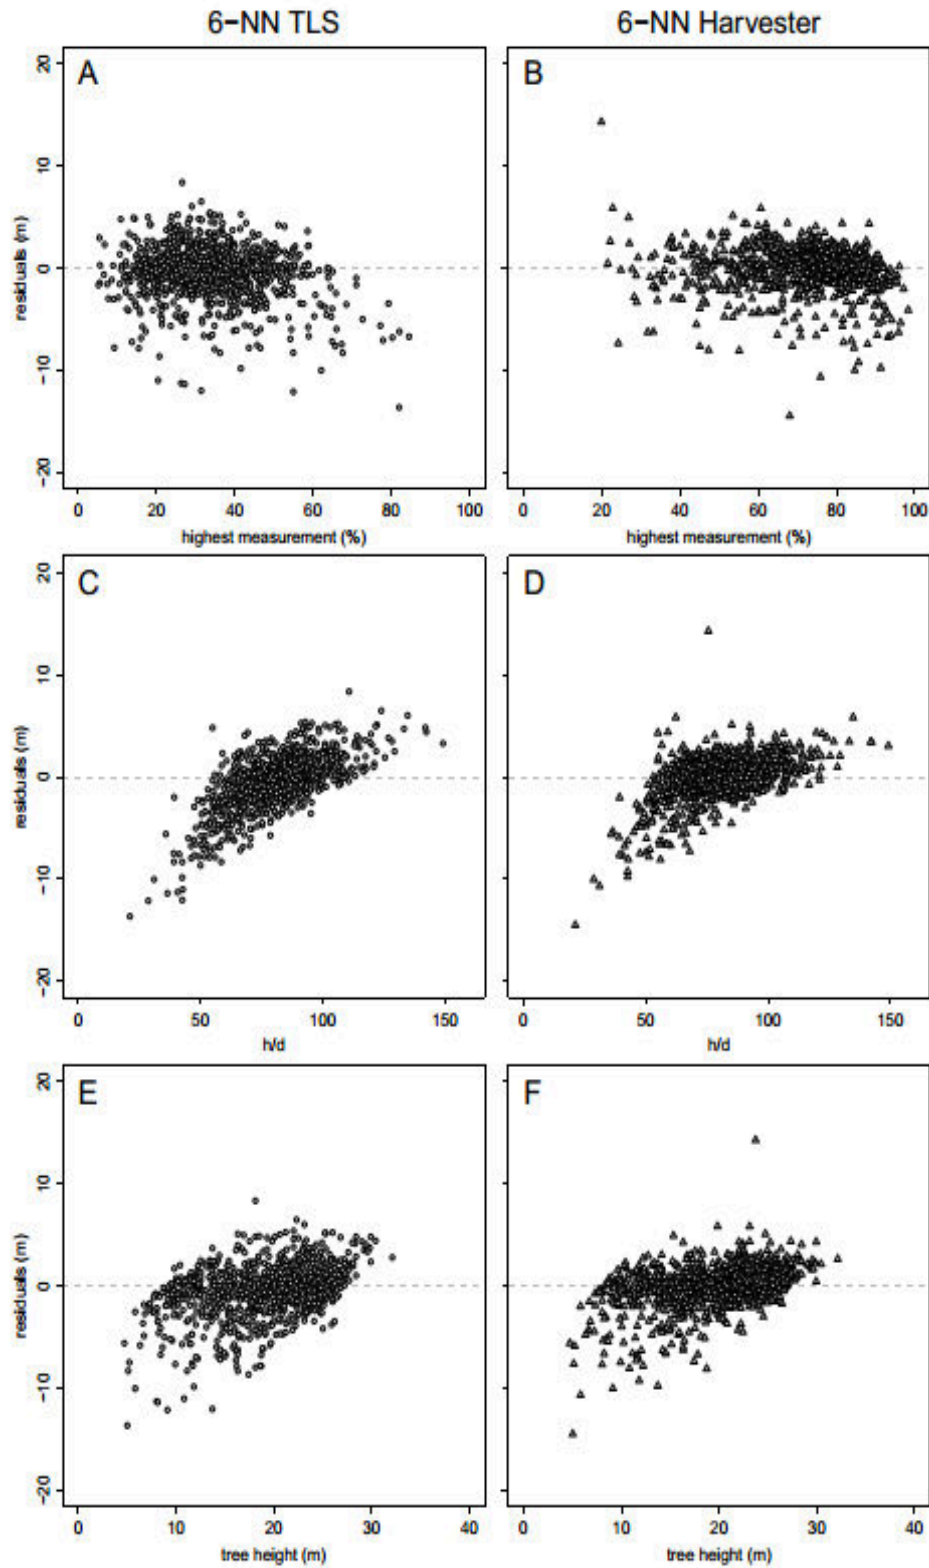 6−NN TLS
6−NN Harvester
A
B
20
10
0
−10
−20
residuals (m)
0 20 40 60 80 100
0 20 40 60 80 100
highest measurement (%)
highest measurement (%)
C
D
20
10
0
−10
−20
residuals (m)
0 50 100 150
0 50 100 150
h/d
h/d
E
F
20
10
0
−10
−20
residuals (m)
0 10 20 30 40
0 10 20 30 40
tree height (m)
tree height (m)